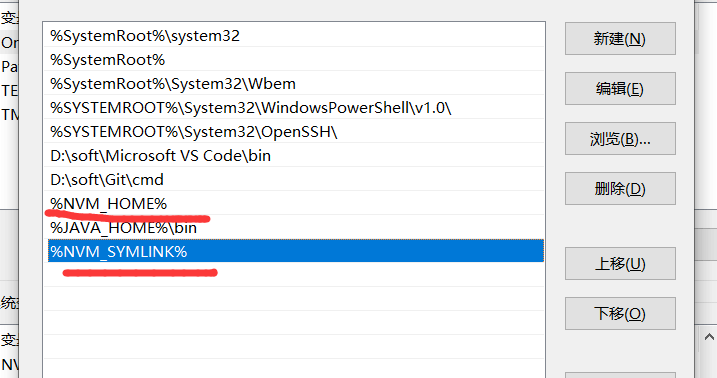 变
%SystemRoot%\system32
新建(N)
Or
%SystemRoot%
Pa
%SystemRoot%\System32\Wbem
编辑(E)
TE
%SYSTEMROOT%\System32\WindowsPowerShell\v1.0\
TM
%SYSTEMROOT%\System32\OpenSSH\
浏览(B)...
D:\soft\Microsoft VS Code\bin
D:\soft\Git\cmd
删除(D)
%NVM_HOME%
%JAVA_HOME%\bin
%NVM_SYMLINK%
上移(U)
统
下移(O)
变
NV